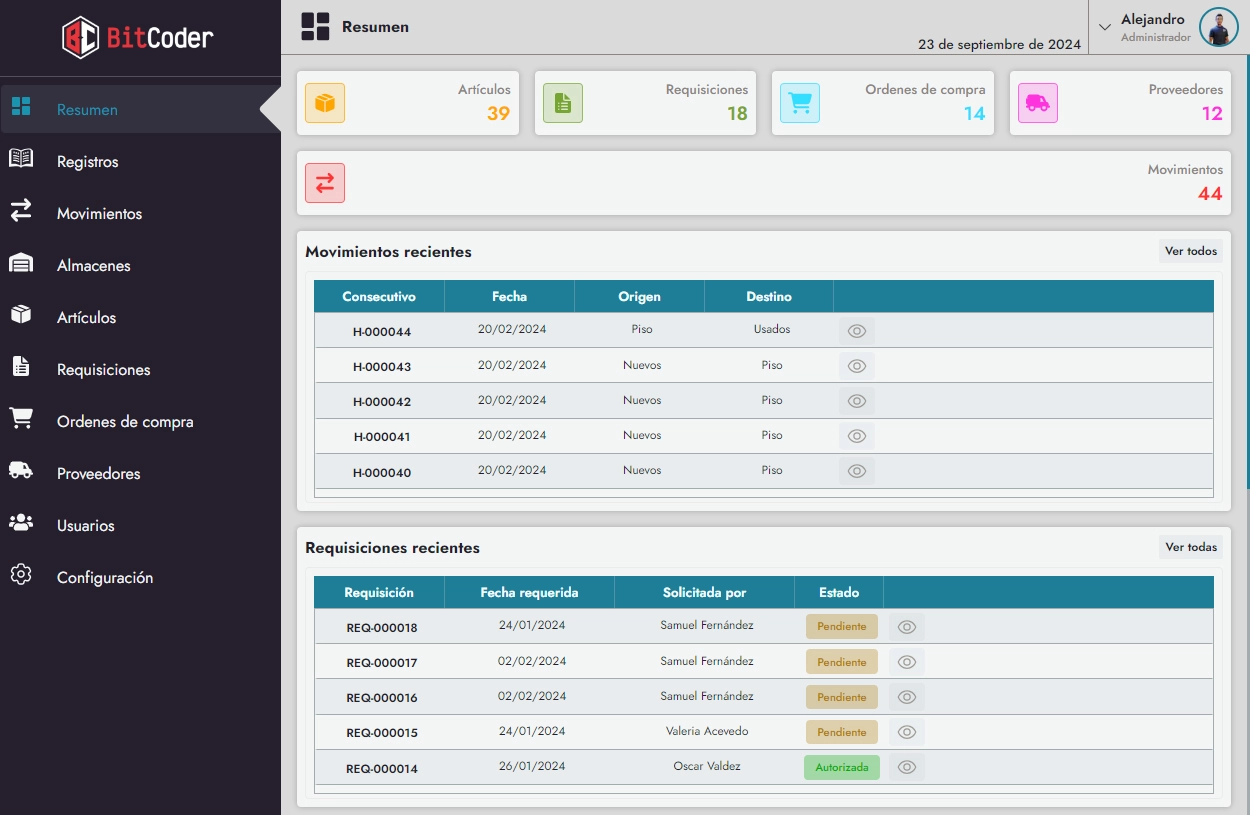 BitCoder
Resumen
Registros
Movimientos
Almacenes
Artículos
Requisiciones
Ordenes de compra
Proveedores
Usuarios
Configuración
Resumen
23 de septiembre de 2024
Alejandro
Administrador
Artículos
39
Requisiciones
18
Ordenes de compra
14
Proveedores
12
Movimientos
44
Movimientos recientes
Ver todos
Consecutivo Fecha Origen Destino
H-000044 20/02/2024 Piso Usados
H-000043 20/02/2024 Nuevos Piso
H-000042 20/02/2024 Nuevos Piso
H-000041 20/02/2024 Nuevos Piso
H-000040 20/02/2024 Nuevos Piso
Requisiciones recientes
Ver todas
Requisición Fecha requerida Solicitada por Estado
REQ-000018 24/01/2024 Samuel Fernández Pendiente
REQ-000017 02/02/2024 Samuel Fernández Pendiente
REQ-000016 02/02/2024 Samuel Fernández Pendiente
REQ-000015 24/01/2024 Valeria Acevedo Pendiente
REQ-000014 26/01/2024 Oscar Valdez Autorizada